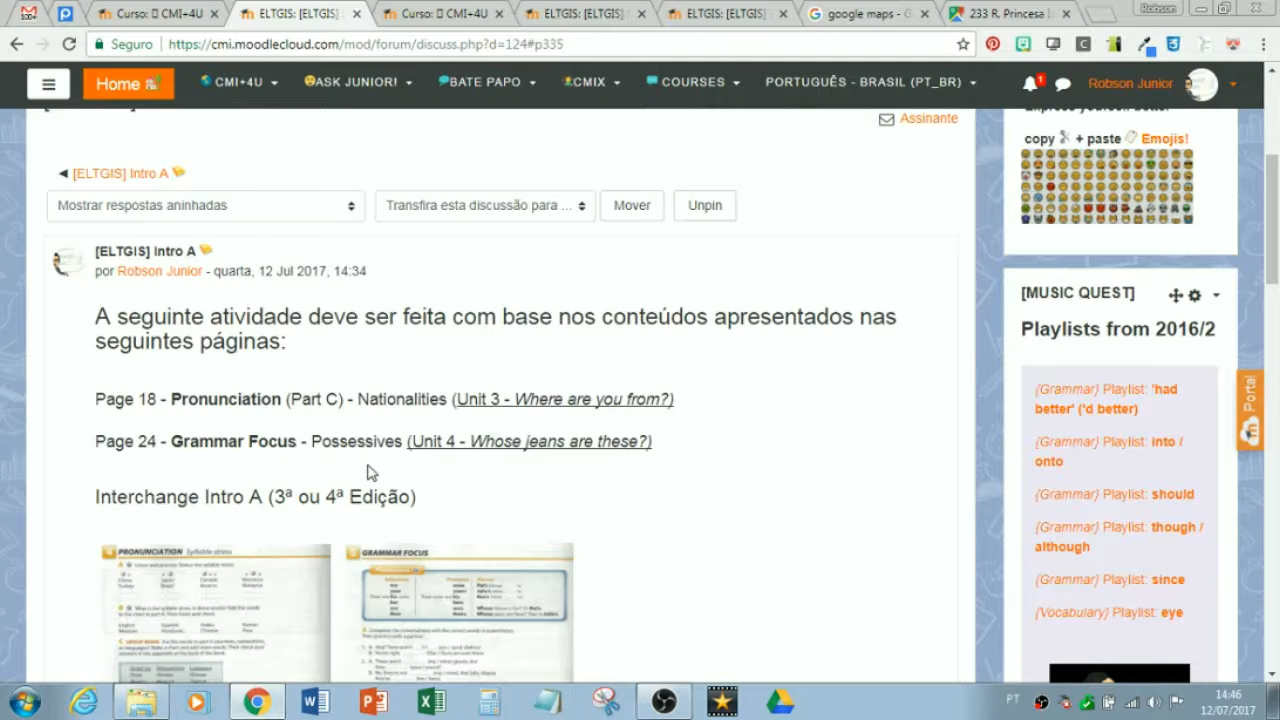 Curso: CMI+4U
ELTGIS: [ELTGIS]
Curso: CMI+4U
ELTGIS: [ELTGIS]
ELTGIS: [ELTGIS]
google maps - G
233 R. Princesa Is
Robson
Seguro
https://cmi.moodlecloud.com/mod/forum/discuss.php?d=124#p335
Home
CMI+4U
ASK JUNIOR!
BATE PAPO
CMIX
COURSES
PORTUGUÊS - BRASIL (PT_BR)
1
Robson Junior
Assinante
◄ [ELTGIS] Intro A
Mostrar respostas aninhadas
Transfira esta discussão para ...
Mover
Unpin
[ELTGIS] Intro A
por Robson Junior - quarta, 12 Jul 2017, 14:34
A seguinte atividade deve ser feita com base nos conteúdos apresentados nas
seguintes páginas:
Page 18 - Pronunciation (Part C) - Nationalities (Unit 3 - Where are you from?)
Page 24 - Grammar Focus - Possessives (Unit 4 - Whose jeans are these?)
Interchange Intro A (3ª ou 4ª Edição)
PRONUNCIATION Syllable stress
GRAMMAR FOCUS
copy + paste Emojis!
[MUSIC QUEST]
Playlists from 2016/2
{Grammar} Playlist: 'had
better' ('d better)
{Grammar} Playlist: into /
onto
{Grammar} Playlist: should
{Grammar} Playlist: though /
although
{Grammar} Playlist: since
{Vocabulary} Playlist: eye
Portal
PT
14:46
12/07/2017